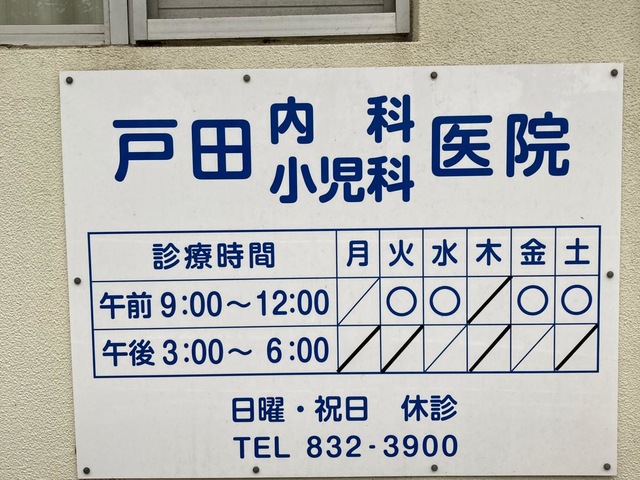 戸田内科小児科医院
診療時間 月 火 水 木 金 土
午前 9:00～12:00 ／ ○ ○ ／ ○ ○
午後 3:00～ 6:00 ／ ／ ／ ／ ／ ／
日曜・祝日 休診
TEL 832-3900